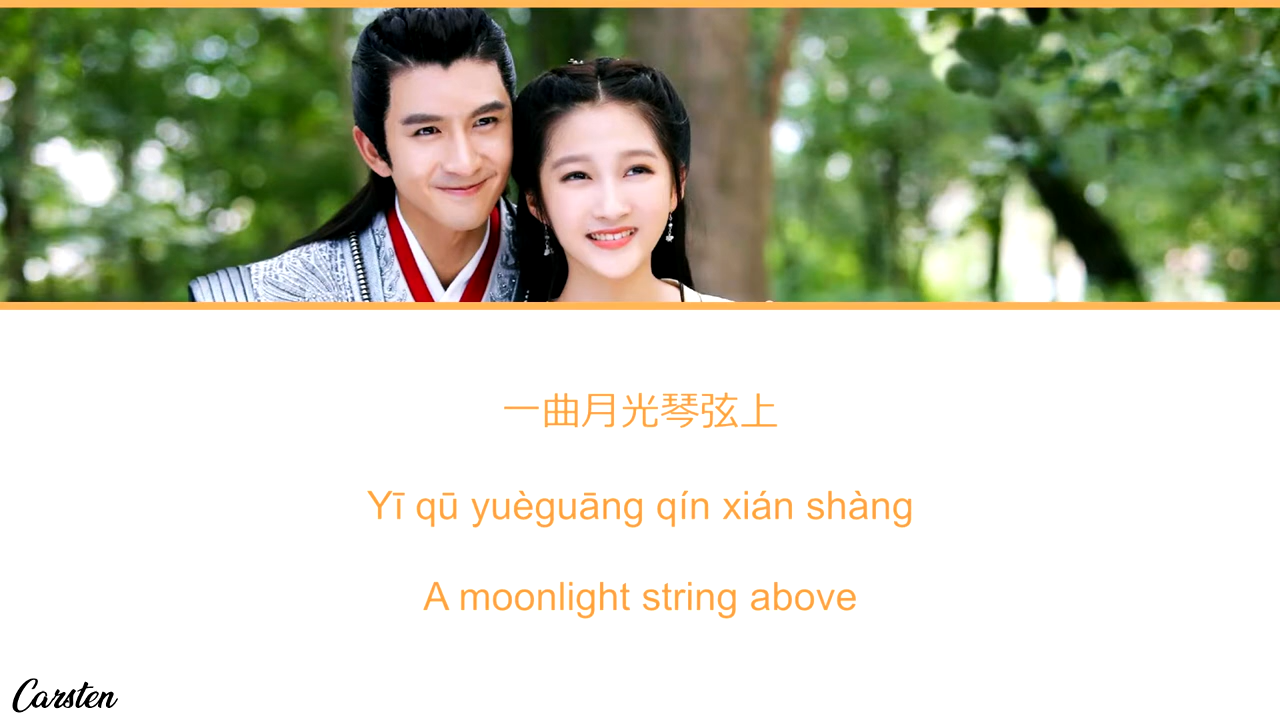 一曲月光琴弦上
Yī qū yuèguāng qín xián shàng
A moonlight string above
Carsten